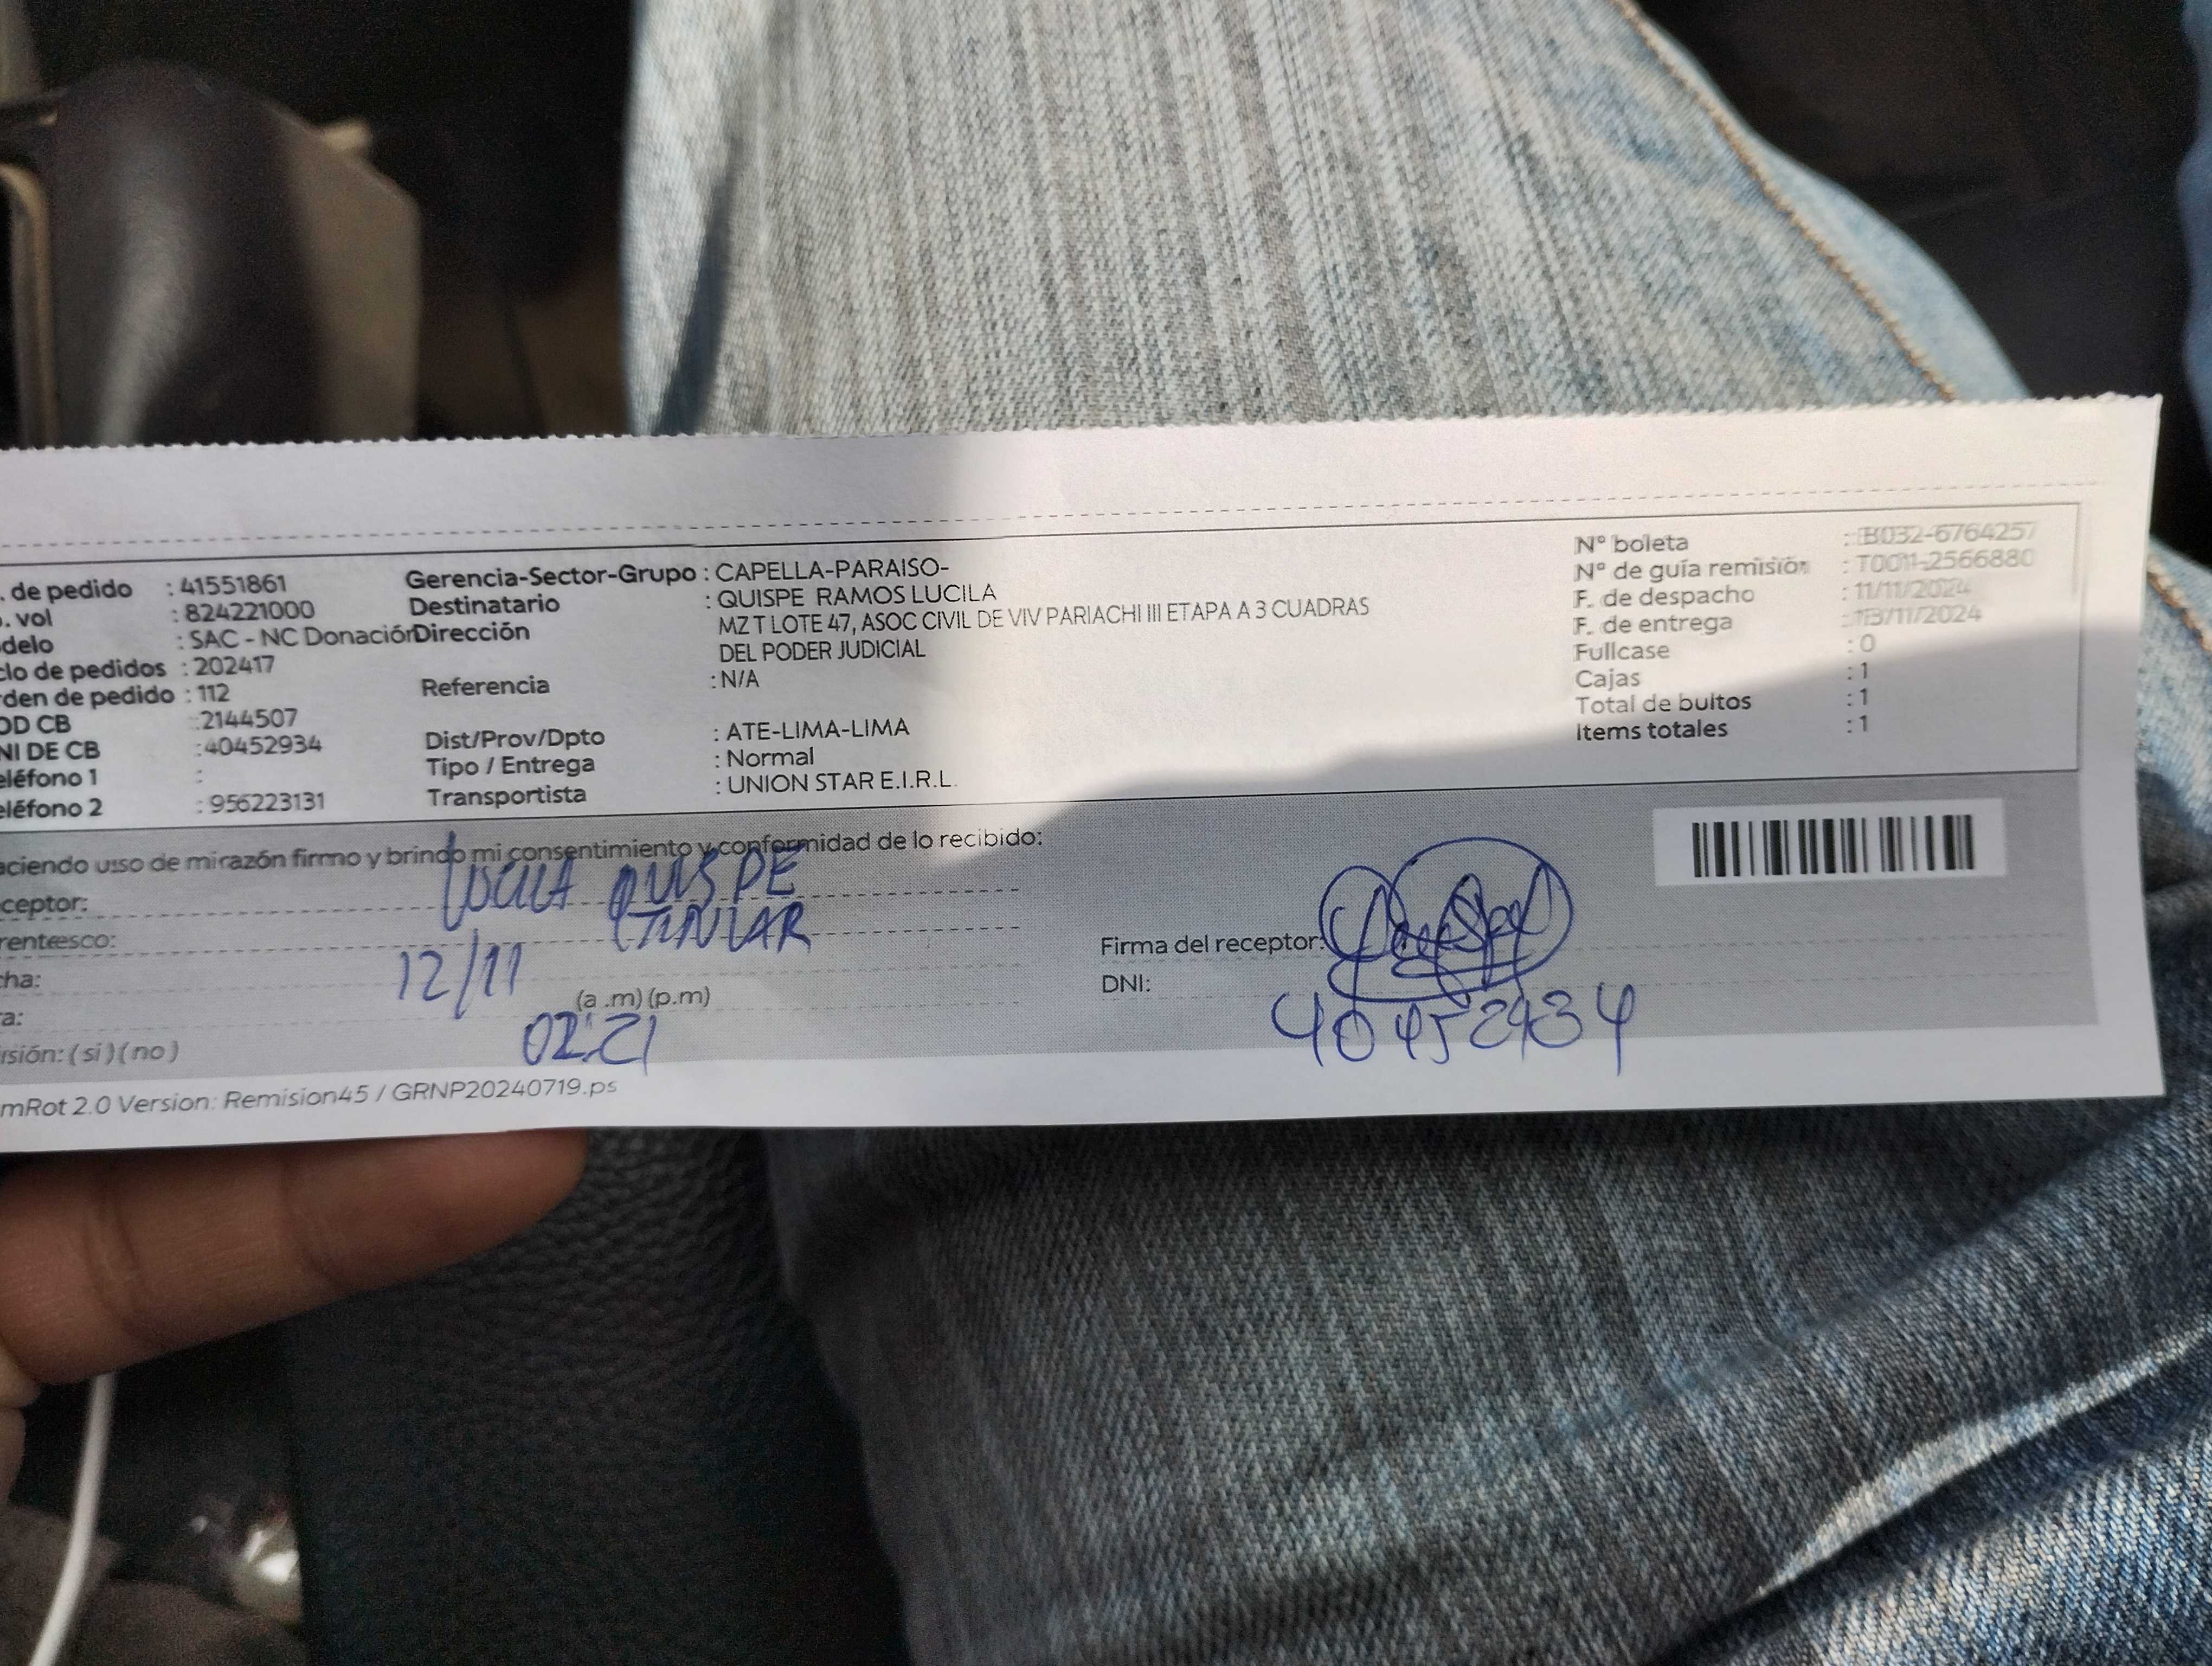 . de pedido : 41551861
. vol : 824221000
delo : SAC - NC Donación
clo de pedidos : 202417
rden de pedido : 112
OD CB : 2144507
NI DE CB : 40452934
eléfono 1 :
eléfono 2 : 956223131
Gerencia-Sector-Grupo : CAPELLA-PARAISO-
Destinatario : QUISPE RAMOS LUCILA
Dirección MZ T LOTE 47, ASOC CIVIL DE VIV PARIACHI III ETAPA A 3 CUADRAS
DEL PODER JUDICIAL
Referencia : N/A
Dist/Prov/Dpto : ATE-LIMA-LIMA
Tipo / Entrega : Normal
Transportista : UNION STAR E.I.R.L.
N° boleta : B032-6764257
N° de guía remisión : T0011-2566880
F. de despacho : 11/11/2024
F. de entrega : 13/11/2024
Fullcase : 0
Cajas : 1
Total de bultos : 1
Items totales : 1
aciendo uso de mi razón firmo y brindo mi consentimiento y conformidad de lo recibido:
ceptor: LUCILA QUISPE
rentesco: TITULAR
cha: 12/11
(a .m) (p.m)
a: 02:21
rsión: ( sí ) ( no )
Firma del receptor:
DNI: 40452934
mRot 2.0 Version: Remision45 / GRNP20240719.ps